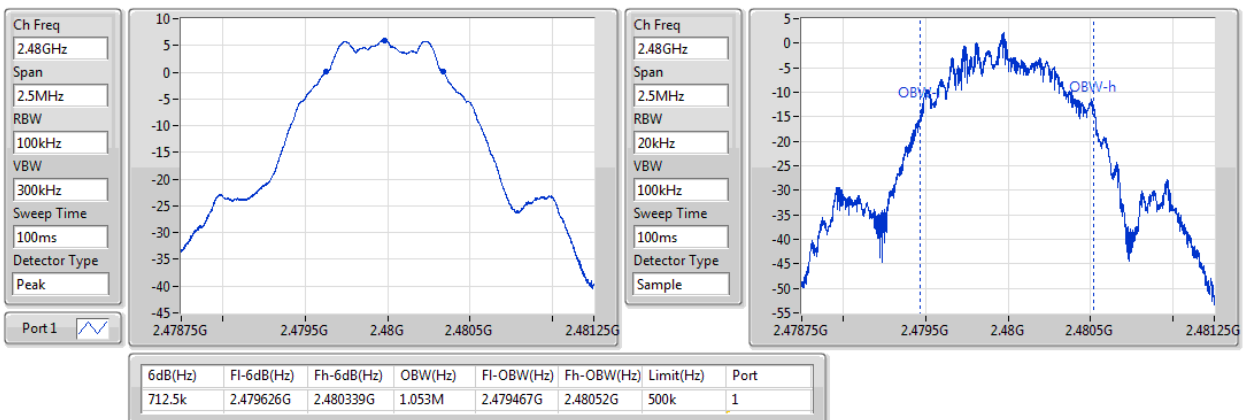 Ch Freq
2.48GHz
Span
2.5MHz
RBW
100kHz
VBW
300kHz
Sweep Time
100ms
Detector Type
Peak
Port 1
10
5
0
-5
-10
-15
-20
-25
-30
-35
-40
-45
2.47875G 2.4795G 2.48G 2.4805G 2.48125G
Ch Freq
2.48GHz
Span
2.5MHz
RBW
20kHz
VBW
100kHz
Sweep Time
100ms
Detector Type
Sample
5
0
-5
-10
-15
-20
-25
-30
-35
-40
-45
-50
-55
OBW-
OBW-h
2.47875G 2.4795G 2.48G 2.4805G 2.48125G
6dB(Hz) Fl-6dB(Hz) Fh-6dB(Hz) OBW(Hz) Fl-OBW(Hz) Fh-OBW(Hz) Limit(Hz) Port
712.5k 2.479626G 2.480339G 1.053M 2.479467G 2.48052G 500k 1